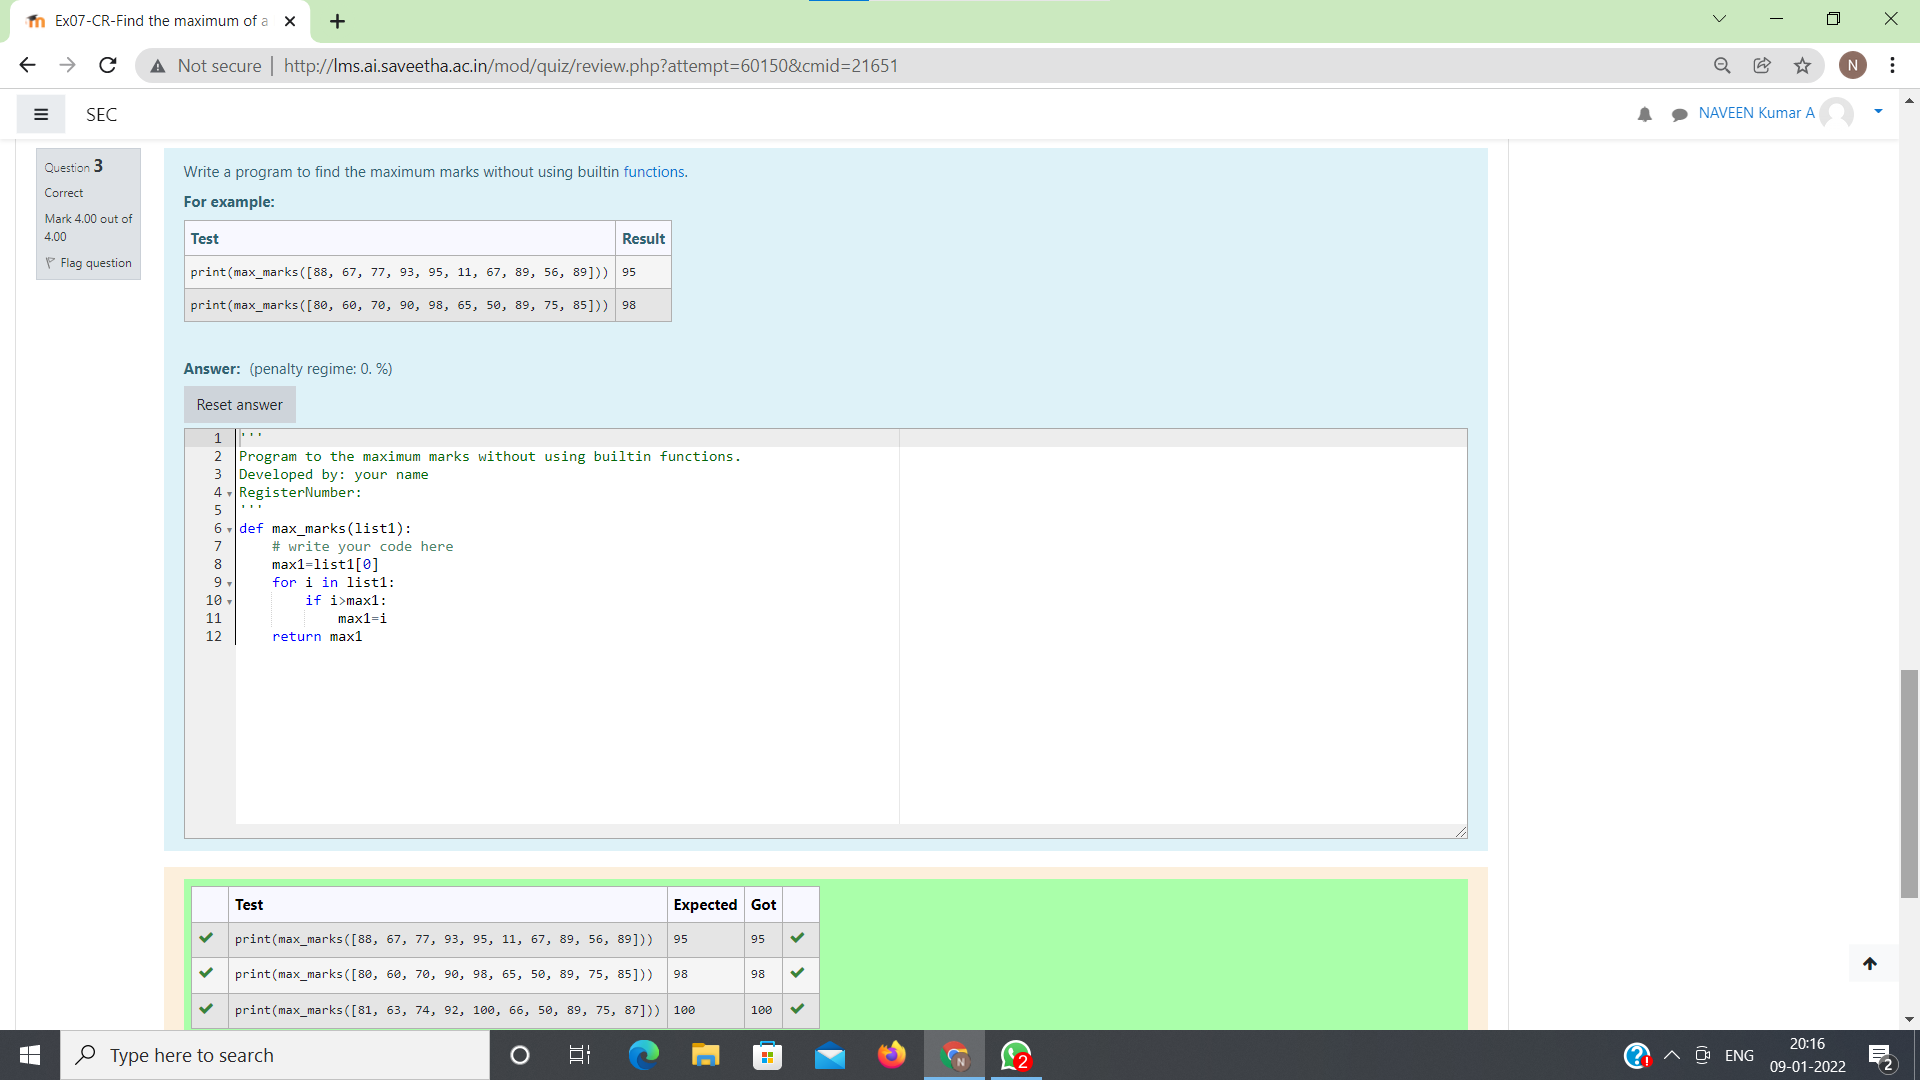 Ex07-CR-Find the maximum of a
Not secure | http://lms.ai.saveetha.ac.in/mod/quiz/review.php?attempt=60150&cmid=21651
N
SEC
NAVEEN Kumar A
Question 3
Correct
Mark 4.00 out of
4.00
Flag question
Write a program to find the maximum marks without using builtin functions.
For example:
Test Result
print(max_marks([88, 67, 77, 93, 95, 11, 67, 89, 56, 89])) 95
print(max_marks([80, 60, 70, 90, 98, 65, 50, 89, 75, 85])) 98
Answer: (penalty regime: 0. %)
Reset answer
1 '''
2 Program to the maximum marks without using builtin functions.
3 Developed by: your name
4 RegisterNumber:
5 '''
6 def max_marks(list1):
7     # write your code here
8     max1=list1[0]
9     for i in list1:
10         if i>max1:
11             max1=i
12     return max1
Test Expected Got
print(max_marks([88, 67, 77, 93, 95, 11, 67, 89, 56, 89])) 95 95
print(max_marks([80, 60, 70, 90, 98, 65, 50, 89, 75, 85])) 98 98
print(max_marks([81, 63, 74, 92, 100, 66, 50, 89, 75, 87])) 100 100
Type here to search
N
2
ENG
20:16
09-01-2022
2